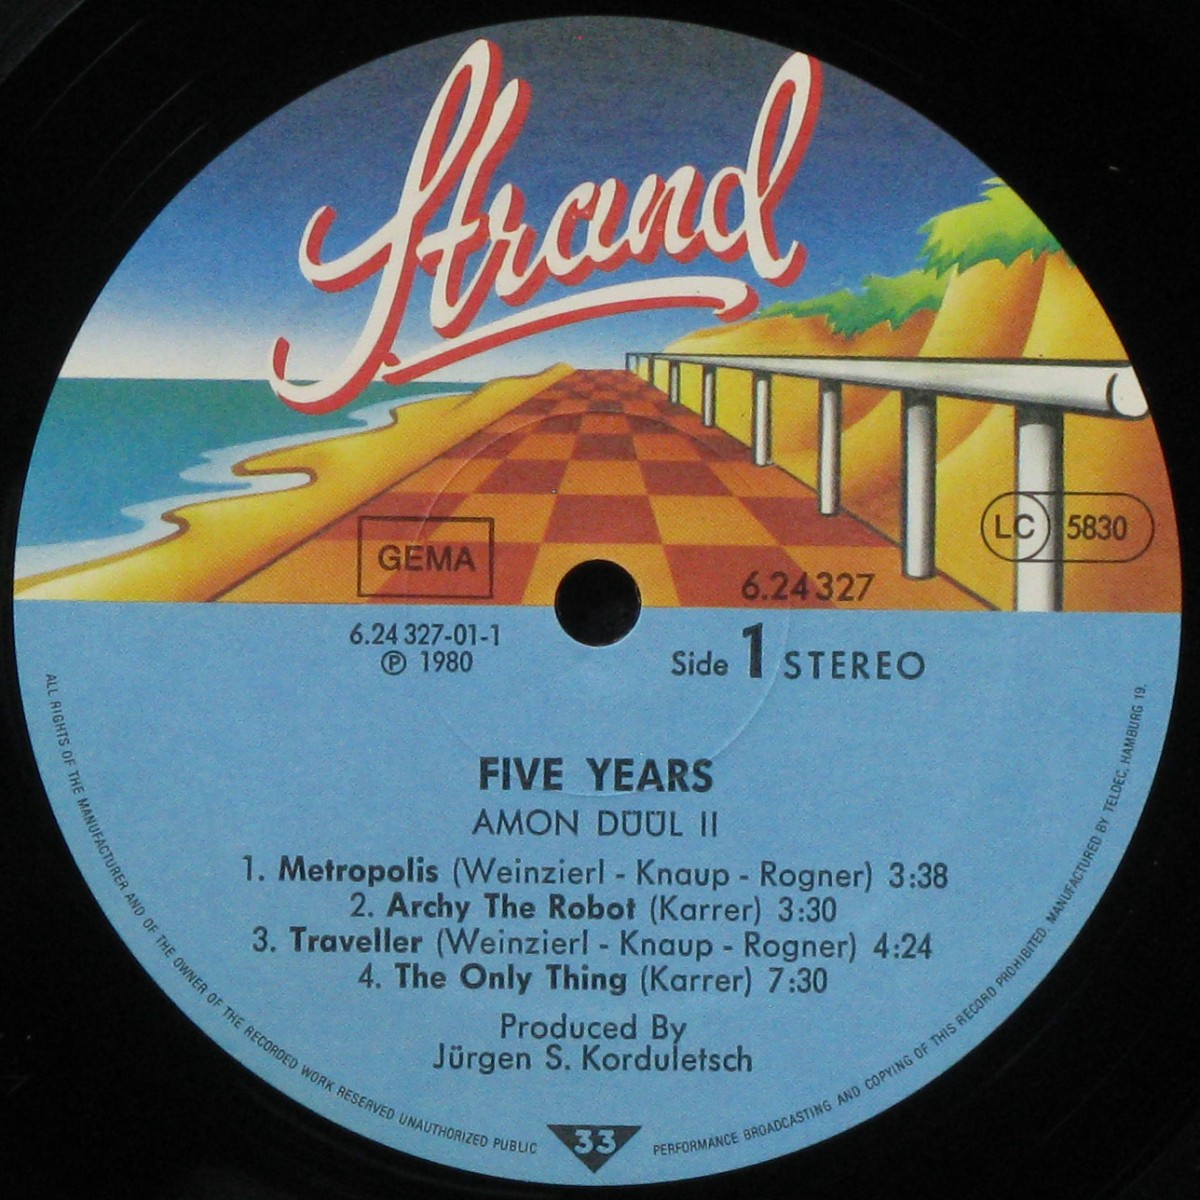 Strand
GEMA
LC 5830
6.24 327
6.24 327-01-1
℗ 1980
Side 1 STEREO
FIVE YEARS
AMON DÜÜL II
1. Metropolis (Weinzierl - Knaup - Rogner) 3:38
2. Archy The Robot (Karrer) 3:30
3. Traveller (Weinzierl - Knaup - Rogner) 4:24
4. The Only Thing (Karrer) 7:30
Produced By
Jürgen S. Korduletsch
ALL RIGHTS OF THE MANUFACTURER AND OF THE OWNER OF THE RECORDED WORK RESERVED UNAUTHORIZED PUBLIC
33
PERFORMANCE BROADCASTING AND COPYING OF THIS RECORD PROHIBITED. MANUFACTURED BY TELDEC, HAMBURG 19.